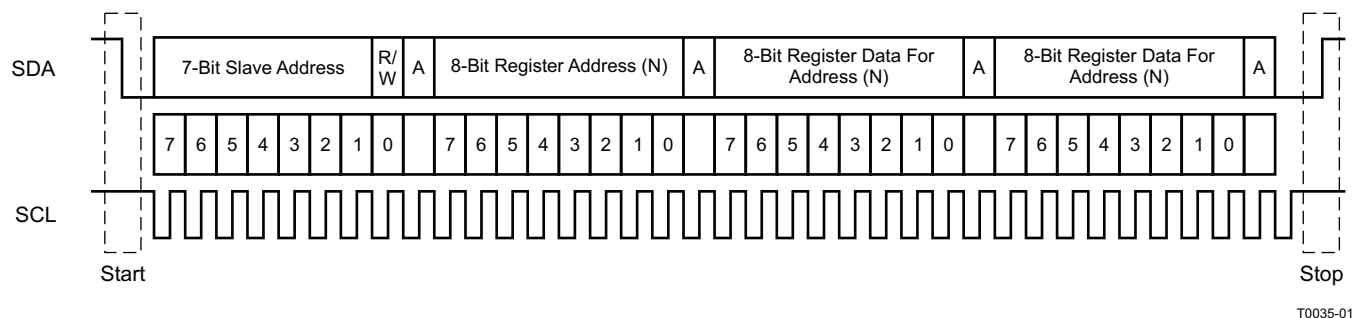 SDA
7-Bit Slave Address
R/
W
A
8-Bit Register Address (N)
A
8-Bit Register Data For
Address (N)
A
8-Bit Register Data For
Address (N)
A
7 6 5 4 3 2 1 0 7 6 5 4 3 2 1 0 7 6 5 4 3 2 1 0 7 6 5 4 3 2 1 0
SCL
Start
Stop
T0035-01